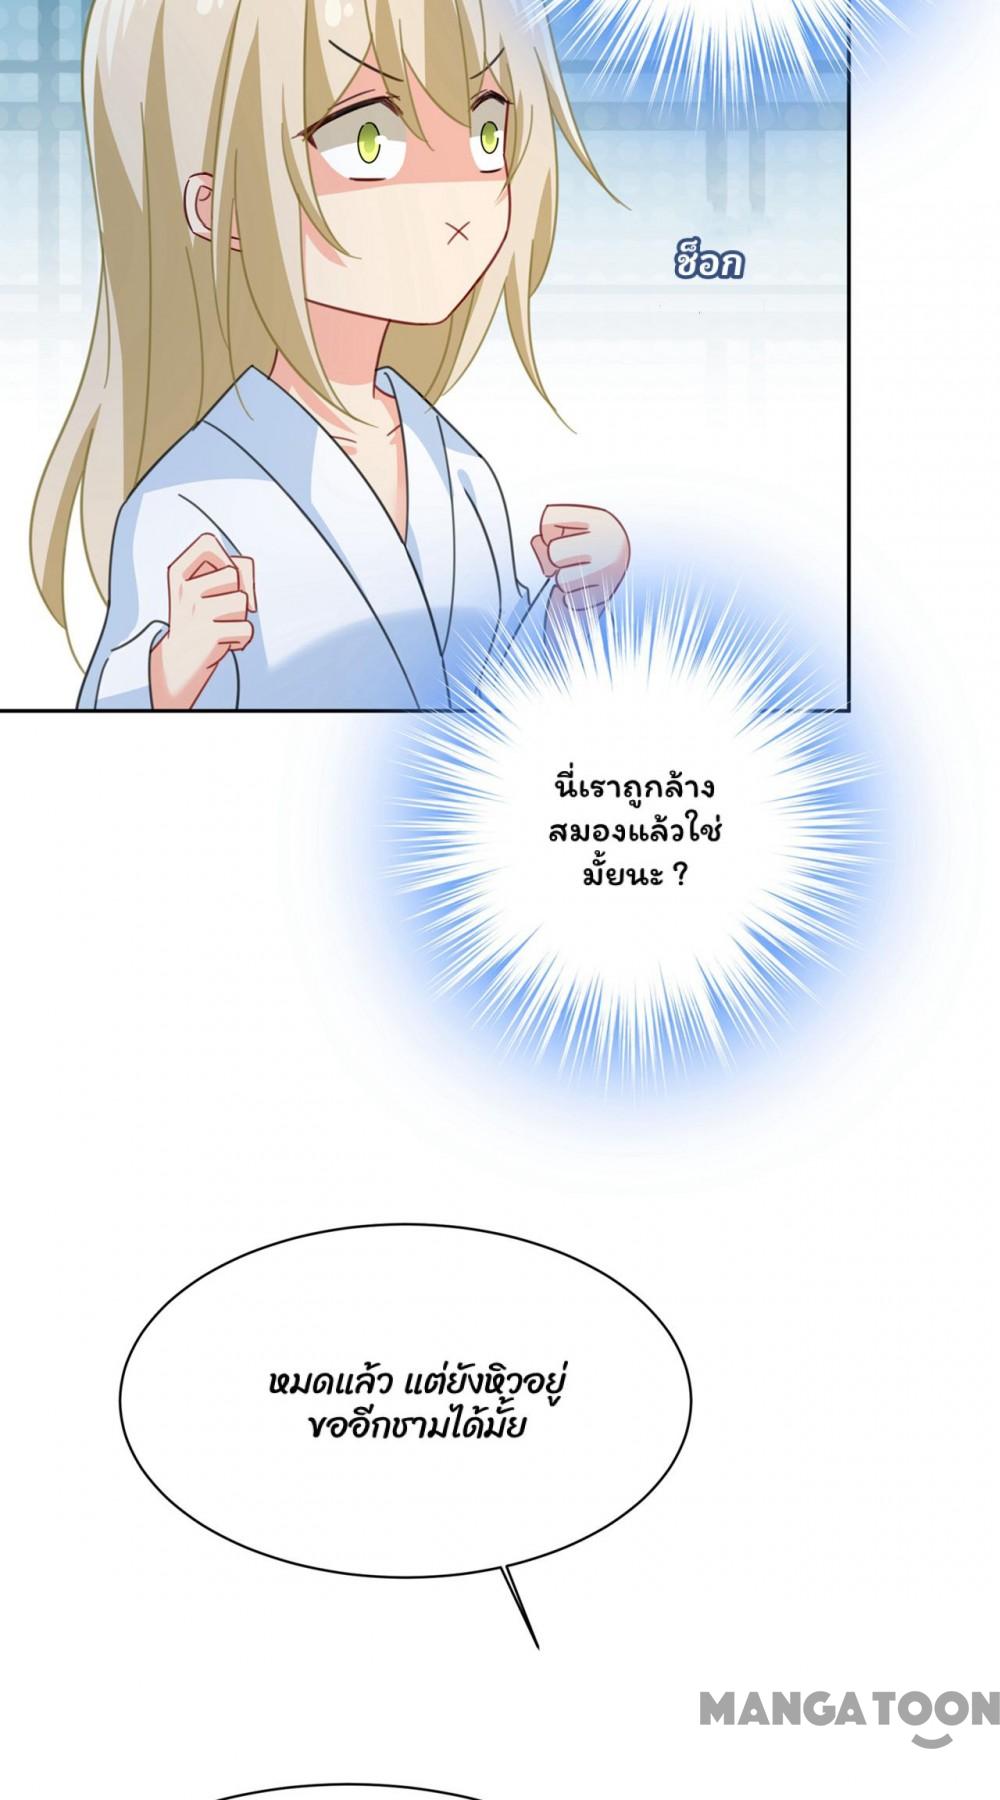 ช็อก
นี่เราถูกล้าง
สมองแล้วใช่
มั้ยนะ ?
หมดแล้ว แต่ยังหิวอยู่
ขออีกชามได้มั้ย
MANGATOON